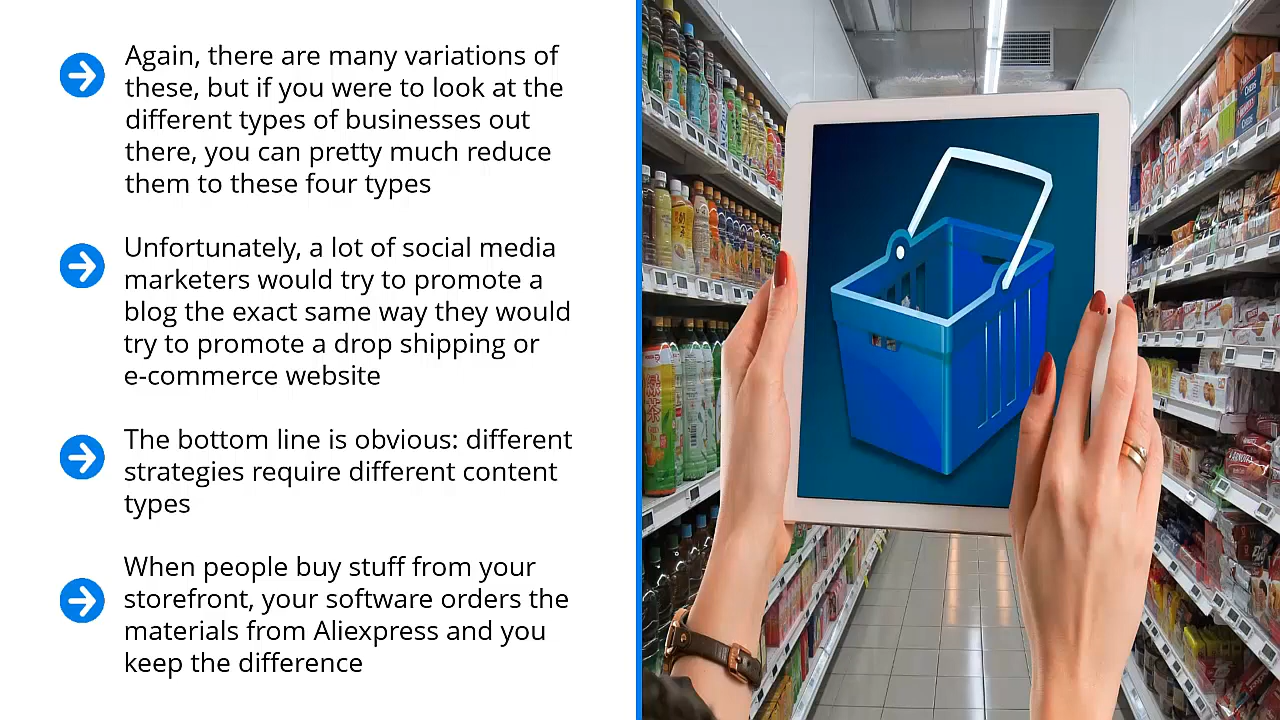 Again, there are many variations of
these, but if you were to look at the
different types of businesses out
there, you can pretty much reduce
them to these four types
Unfortunately, a lot of social media
marketers would try to promote a
blog the exact same way they would
try to promote a drop shipping or
e-commerce website
The bottom line is obvious: different
strategies require different content
types
When people buy stuff from your
storefront, your software orders the
materials from Aliexpress and you
keep the difference